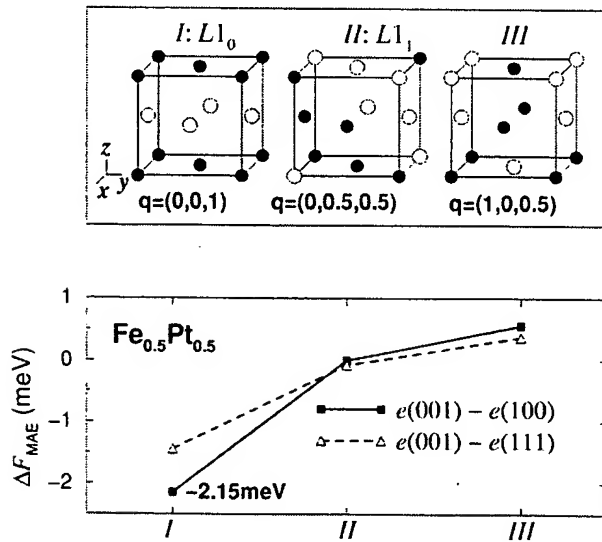 I: L1₀ II: L1₁ III
z
x y
q=(0,0,1) q=(0,0.5,0.5) q=(1,0,0.5)
1
Fe₀.₅Pt₀.₅
0
ΔF_MAE (meV)
e(001) − e(100)
-1
e(001) − e(111)
-2
−2.15meV
I II III